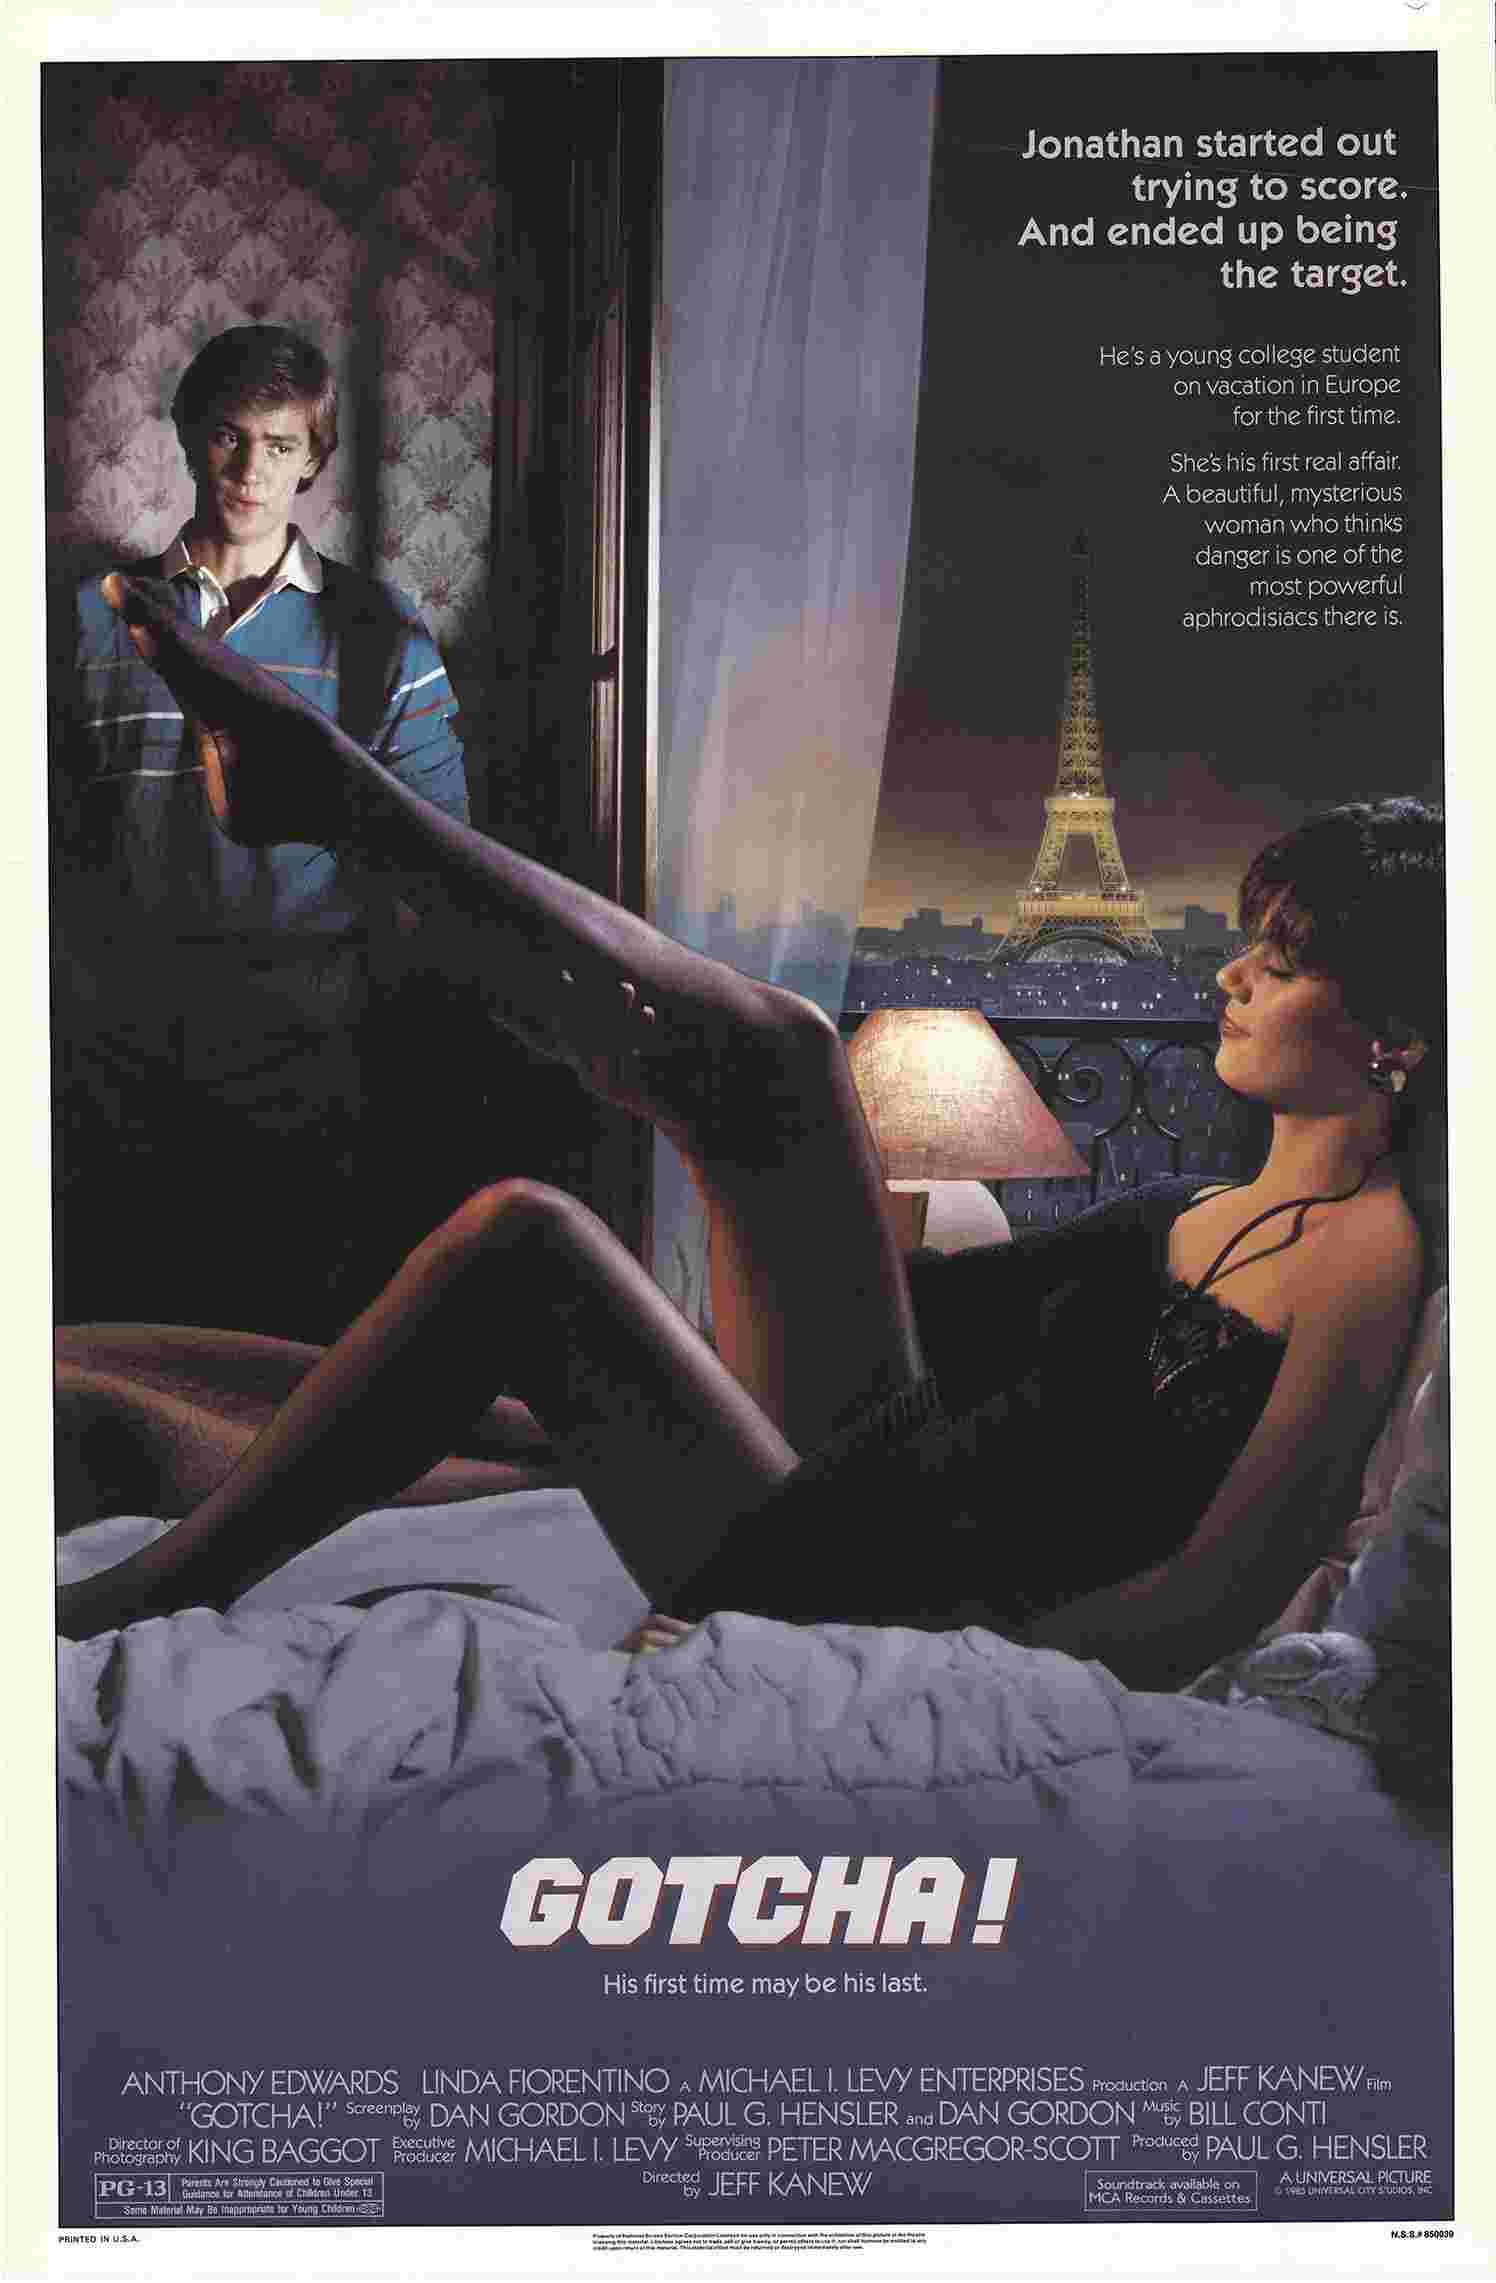 Jonathan started out
trying to score.
And ended up being
the target.
He's a young college student
on vacation in Europe
for the first time.
She's his first real affair.
A beautiful, mysterious
woman who thinks
danger is one of the
most powerful
aphrodisiacs there is.
GOTCHA!
His first time may be his last.
ANTHONY EDWARDS LINDA FIORENTINO A MICHAEL I. LEVY ENTERPRISES Production A JEFF KANEW Film
"GOTCHA!" Screenplay by DAN GORDON Story by PAUL G. HENSLER and DAN GORDON Music by BILL CONTI
Director of Photography KING BAGGOT Executive Producer MICHAEL I. LEVY Supervising Producer PETER MACGREGOR-SCOTT Produced by PAUL G. HENSLER
Directed by JEFF KANEW
PG-13 Parents Are Strongly Cautioned to Give Special
Guidance for Attendance of Children Under 13
Some Material May Be Inappropriate for Young Children
Soundtrack available on
MCA Records & Cassettes
A UNIVERSAL PICTURE
© 1985 UNIVERSAL CITY STUDIOS, INC
PRINTED IN U.S.A.
N.S.S.# 850039